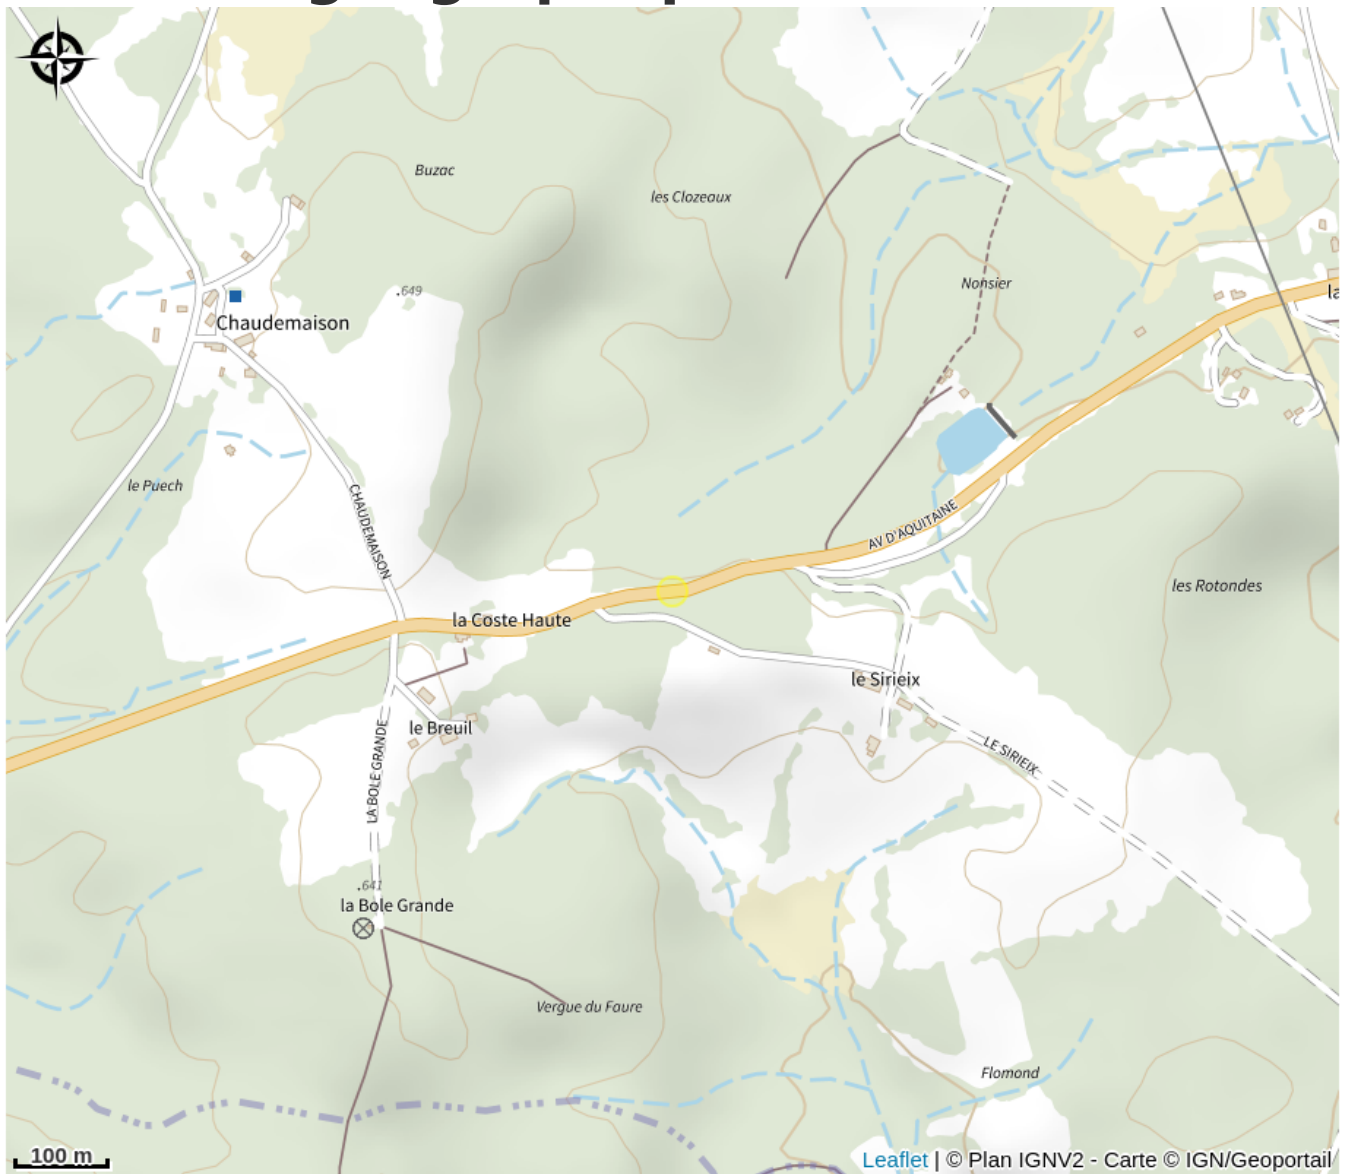 Buzac
les Clozeaux
Nonsier
.649
la
Chaudemaison
le Puech
CHAUDEMAISON
AV D'AQUITAINE
les Rotondes
la Coste Haute
le Sirieix
le Breuil
LA BOLE GRANDE
LE SIRIEIX
.641
la Bole Grande
Vergue du Faure
Flomond
100 m
Leaflet | © Plan IGNV2 - Carte © IGN/Geoportail